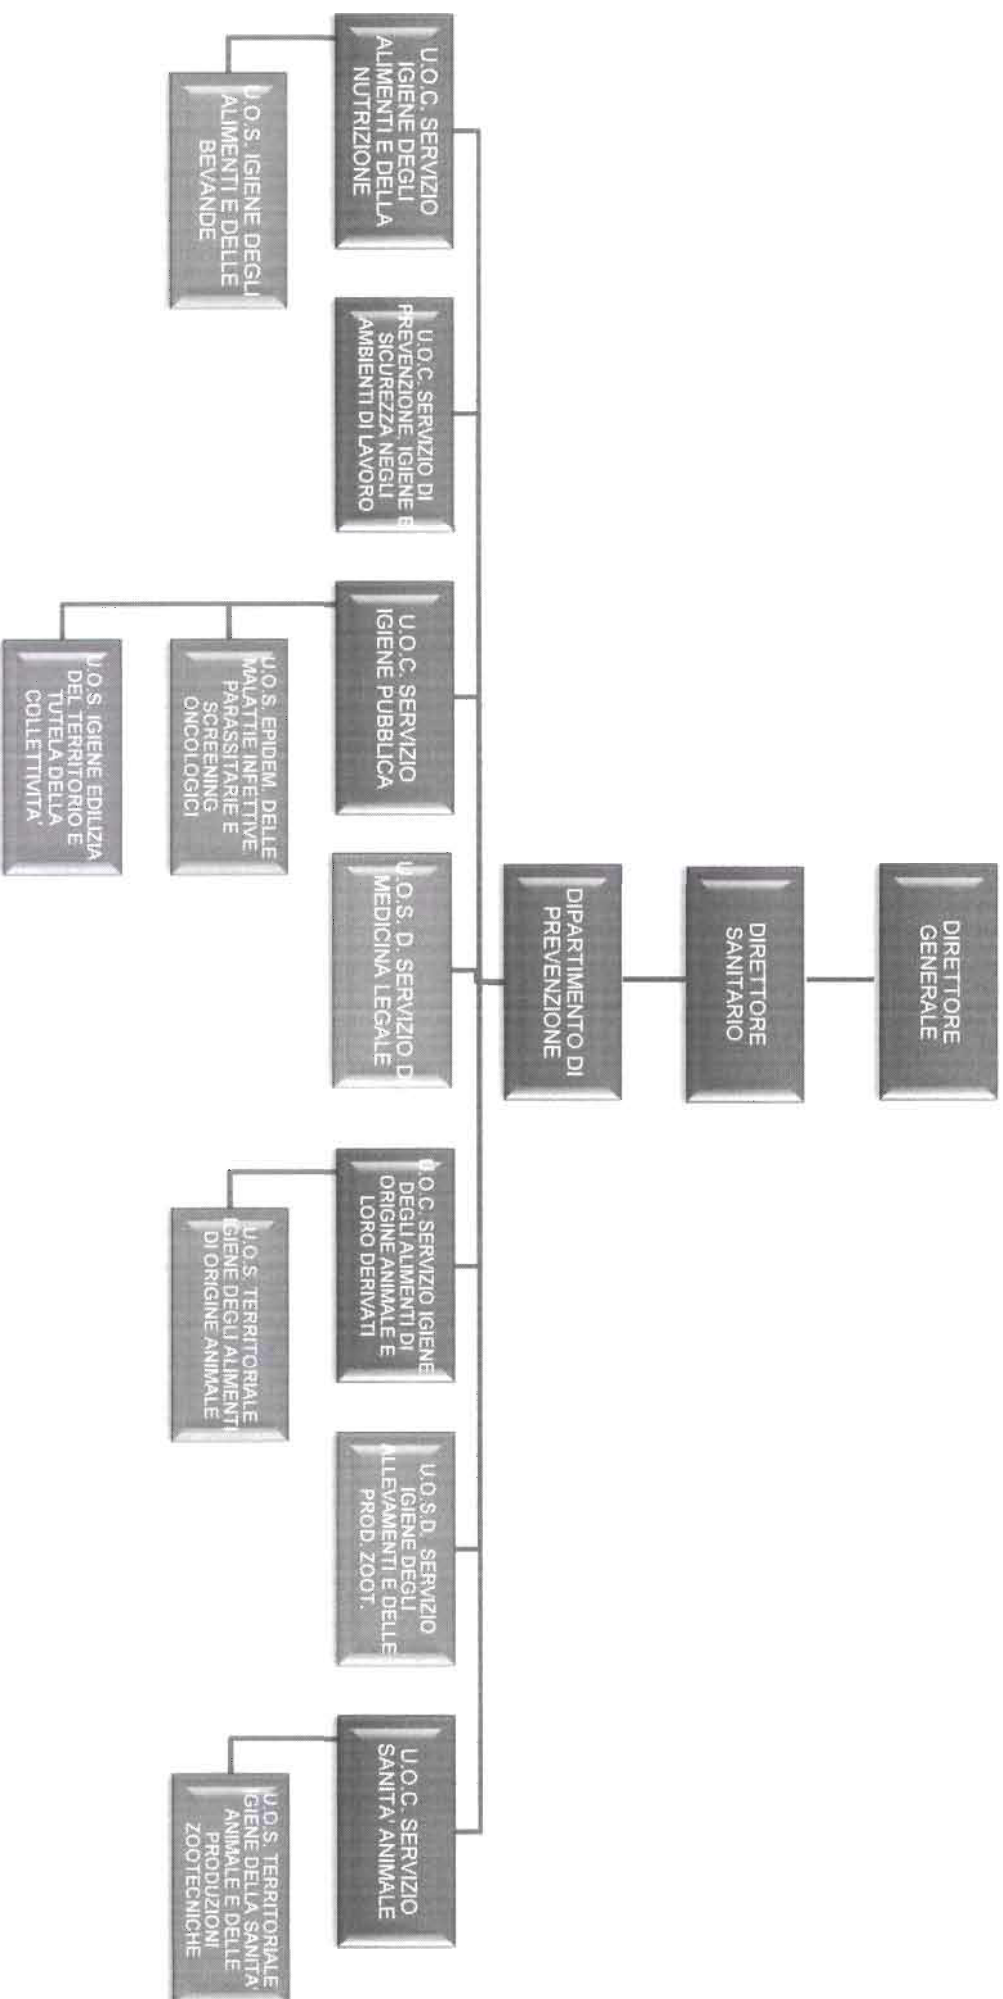 DIRETTORE
GENERALE
DIRETTORE
SANITARIO
DIPARTIMENTO DI
PREVENZIONE
U.O.C. SERVIZIO
IGIENE DEGLI
ALIMENTI E DELLA
NUTRIZIONE
U.O.S. IGIENE DEGLI
ALIMENTI E DELLE
BEVANDE
U.O.C. SERVIZIO DI
PREVENZIONE, IGIENE E
SICUREZZA NEGLI
AMBIENTI DI LAVORO
U.O.C. SERVIZIO
IGIENE PUBBLICA
U.O.S. EPIDEM. DELLE
MALATTIE INFETTIVE
PARASSITARIE E
SCREENING
ONCOLOGICI
U.O.S. IGIENE EDILIZIA
DEL TERRITORIO E
TUTELA DELLA
COLLETTIVITA'
U.O.S. D. SERVIZIO D
MEDICINA LEGALE
U.O.C. SERVIZIO IGIENE
DEGLI ALIMENTI DI
ORIGINE ANIMALE E
LORO DERIVATI
U.O.S. TERRITORIALE
IGIENE DEGLI ALIMENTI
DI ORIGINE ANIMALE
U.O.S.D. SERVIZIO
IGIENE DEGLI
ALLEVAMENTI E DELLE
PROD. ZOOT.
U.O.C. SERVIZIO
SANITA' ANIMALE
U.O.S. TERRITORIALE
IGIENE DELLA SANITA'
ANIMALE E DELLE
PRODUZIONI
ZOOTECNICHE